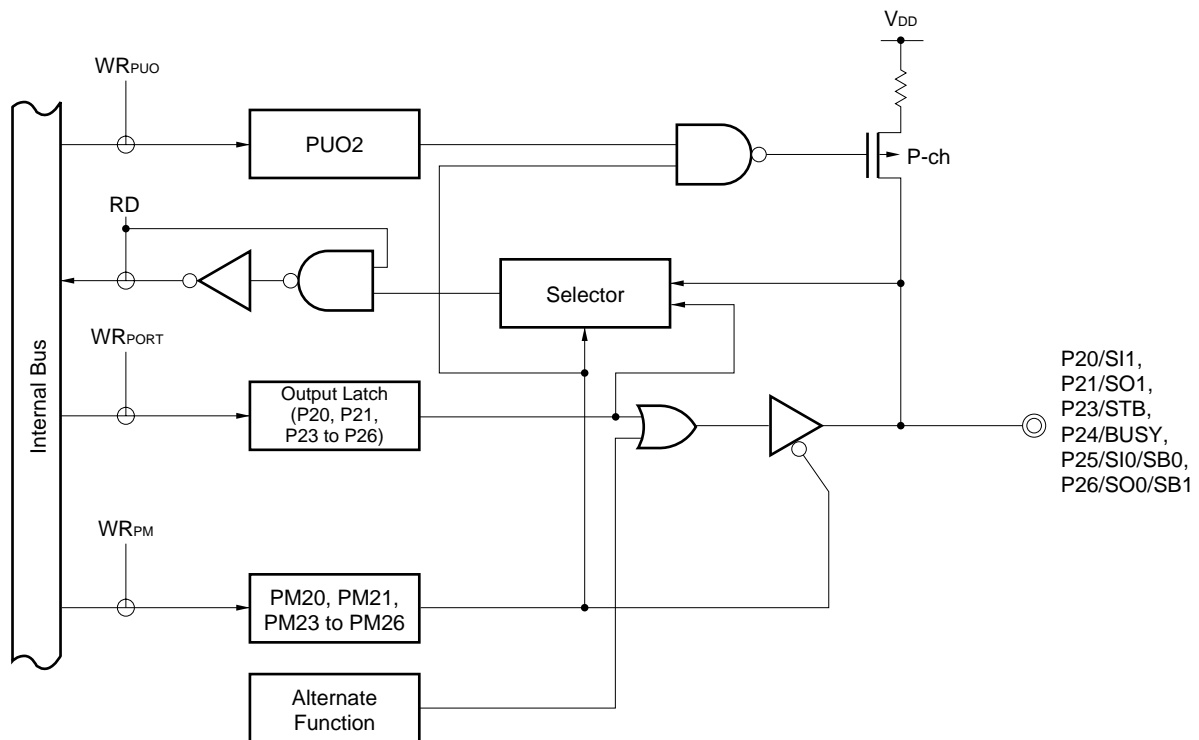 VDD
WRPUO
PUO2
P-ch
RD
Selector
WRPORT
Internal Bus
Output Latch
(P20, P21,
P23 to P26)
P20/SI1,
P21/SO1,
P23/STB,
P24/BUSY,
P25/SI0/SB0,
P26/SO0/SB1
WRPM
PM20, PM21,
PM23 to PM26
Alternate
Function